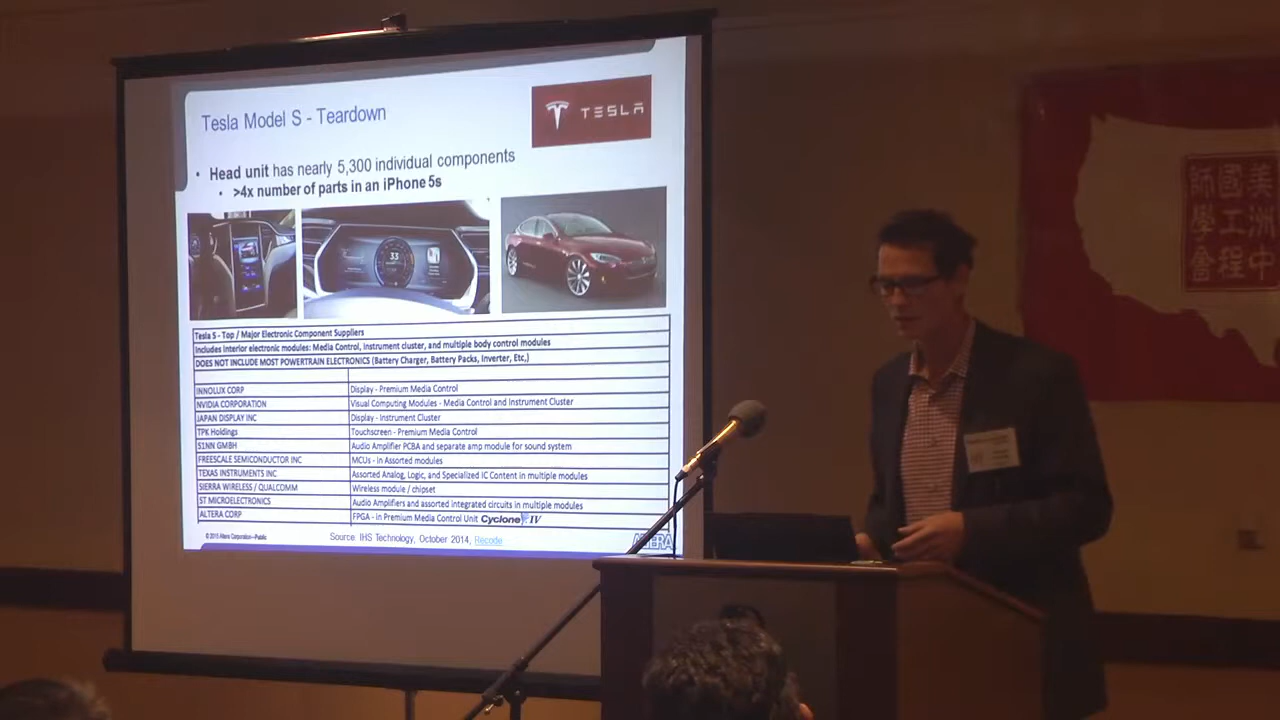 Tesla Model S - Teardown
TESLA
• Head unit has nearly 5,300 individual components
• >4x number of parts in an iPhone 5s
33
Tesla S - Top / Major Electronic Component Suppliers
Includes interior electronic modules: Media Control, Instrument cluster, and multiple body control modules
DOES NOT INCLUDE MOST POWERTRAIN ELECTRONICS (Battery Charger, Battery Packs, Inverter, Etc,)
INNOLUX CORP Display - Premium Media Control
NVIDIA CORPORATION Visual Computing Modules - Media Control and Instrument Cluster
JAPAN DISPLAY INC Display - Instrument Cluster
TPK Holdings Touchscreen - Premium Media Control
S1NN GMBH Audio Amplifier PCBA and separate amp module for sound system
FREESCALE SEMICONDUCTOR INC MCUs - in Assorted modules
TEXAS INSTRUMENTS INC Assorted Analog, Logic, and Specialized IC Content in multiple modules
SIERRA WIRELESS / QUALCOMM Wireless module / chipset
ST MICROELECTRONICS Audio Amplifiers and assorted integrated circuits in multiple modules
ALTERA CORP FPGA - in Premium Media Control Unit Cyclone IV
© 2015 Altera Corporation—Public
Source: IHS Technology, October 2014, Recode
ALTERA
美洲中
國工程
師學會